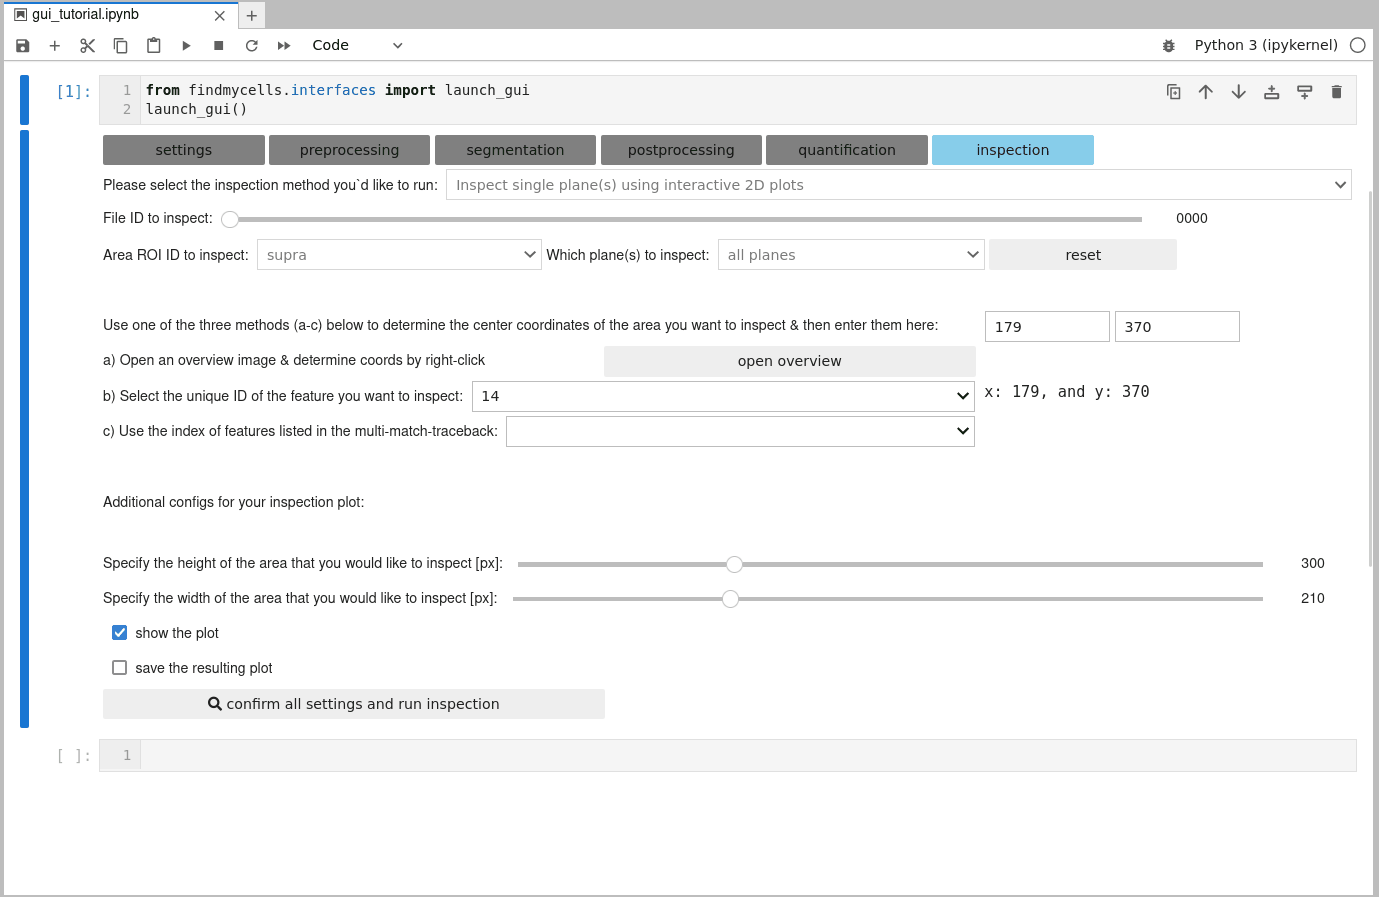 gui_tutorial.ipynb
Code Python 3 (ipykernel)
[1]: 1 from findmycells.interfaces import launch_gui
2 launch_gui()
settings preprocessing segmentation postprocessing quantification inspection
Please select the inspection method you`d like to run: Inspect single plane(s) using interactive 2D plots
File ID to inspect: 0000
Area ROI ID to inspect: supra Which plane(s) to inspect: all planes reset
Use one of the three methods (a-c) below to determine the center coordinates of the area you want to inspect & then enter them here: 179 370
a) Open an overview image & determine coords by right-click open overview
b) Select the unique ID of the feature you want to inspect: 14 x: 179, and y: 370
c) Use the index of features listed in the multi-match-traceback:
Additional configs for your inspection plot:
Specify the height of the area that you would like to inspect [px]: 300
Specify the width of the area that you would like to inspect [px]: 210
show the plot
save the resulting plot
confirm all settings and run inspection
[ ]: 1